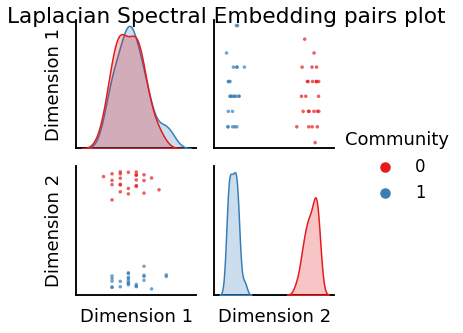 Laplacian Spectral Embedding pairs plot
Dimension 1
Community
0
1
Dimension 2
Dimension 1
Dimension 2